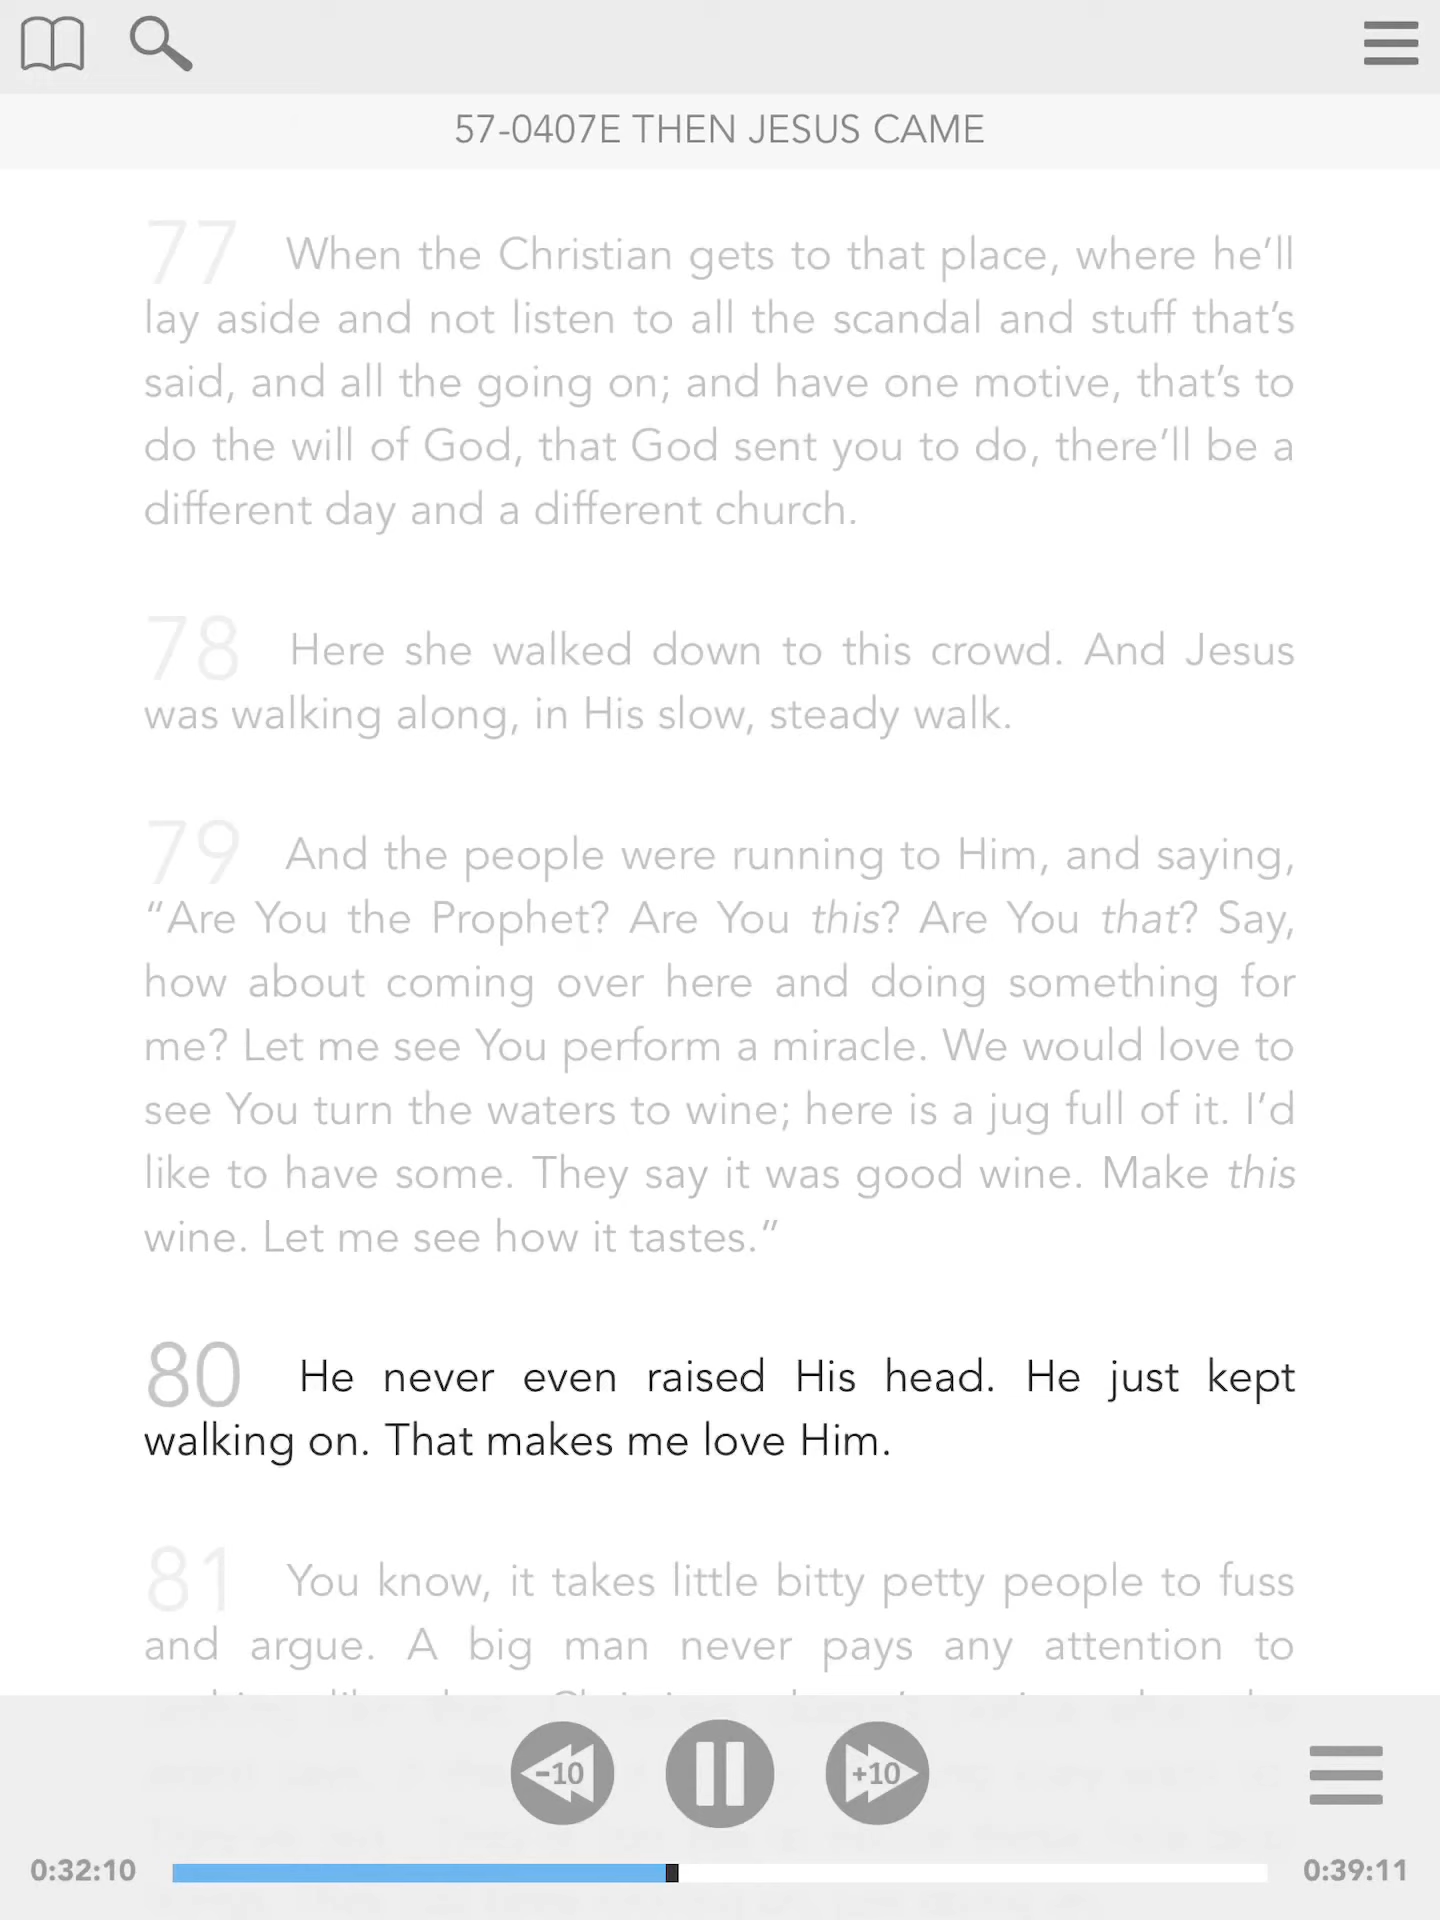 57-0407E THEN JESUS CAME
77 When the Christian gets to that place, where he’ll
lay aside and not listen to all the scandal and stuff that’s
said, and all the going on; and have one motive, that’s to
do the will of God, that God sent you to do, there’ll be a
different day and a different church.
78 Here she walked down to this crowd. And Jesus
was walking along, in His slow, steady walk.
79 And the people were running to Him, and saying,
“Are You the Prophet? Are You this? Are You that? Say,
how about coming over here and doing something for
me? Let me see You perform a miracle. We would love to
see You turn the waters to wine; here is a jug full of it. I’d
like to have some. They say it was good wine. Make this
wine. Let me see how it tastes.”
80 He never even raised His head. He just kept
walking on. That makes me love Him.
81 You know, it takes little bitty petty people to fuss
and argue. A big man never pays any attention to
-10 +10
0:32:10 0:39:11